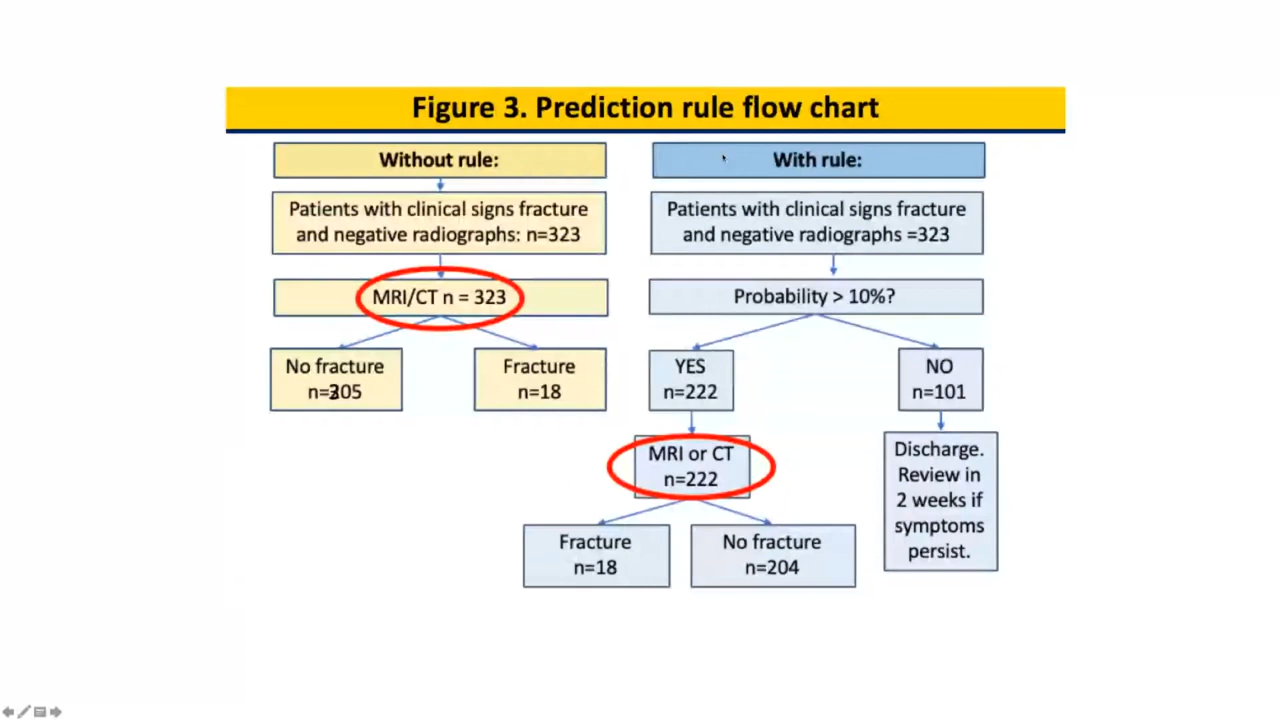 Figure 3. Prediction rule flow chart
Without rule:
Patients with clinical signs fracture
and negative radiographs: n=323
MRI/CT n = 323
No fracture
n=305
Fracture
n=18
With rule:
Patients with clinical signs fracture
and negative radiographs =323
Probability > 10%?
YES
n=222
NO
n=101
MRI or CT
n=222
Discharge.
Review in
2 weeks if
symptoms
persist.
Fracture
n=18
No fracture
n=204